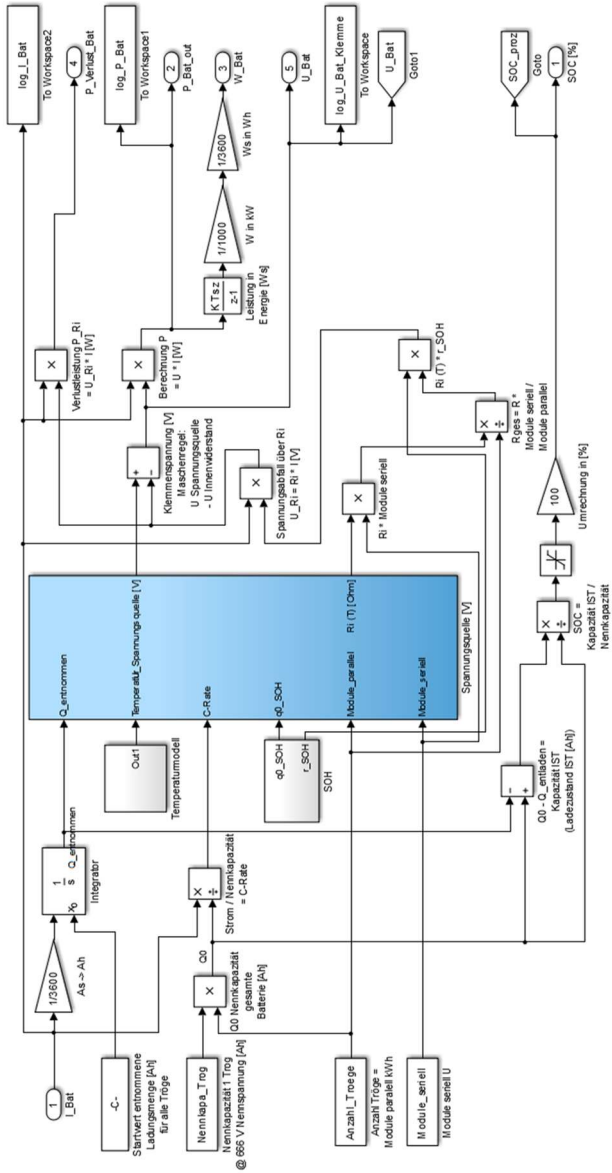 1
I_Bat
1/3600
As -> Ah
-C-
Startwert entnommene
Ladungsmenge [Ah]
für alle Tröge
1
s
xo
Q_entnommen
Integrator
Nennkapa_Trog
Nennkapazität 1 Trog
@ 666 V Nennspannung [Ah]
×
Q0 Nennkapazität
gesamte
Batterie [Ah]
Q0
×
÷
Strom / Nennkapazität
= C-Rate
Anzahl_Troege
Anzahl Tröge =
Module paralell kWh
Module_seriell
Module seriell U
Out1
Temperaturmodell
q0_SOH
r_SOH
SOH
Q_entnommen
Temperatur_Spannungsquelle [V]
C-Rate
q0_SOH
Module_parallel
Ri (T) [Ohm]
Module_seriell
Spannungsquelle [V]
−
+
Q0 - Q_entladen =
Kapazität IST
(Ladezustand IST [Ah])
×
÷
SOC =
Kapazität IST /
Nennkapazität
100
Umrechnung in [%]
+
−
Klemmenspannung [V]
Maschenregel:
U Spannungsquelle
- U Innenwiderstand
×
Spannungsabfall über Ri
U_Ri = Ri * I [V]
×
Ri * Module seriell
×
÷
Rges = R *
Module seriell /
Module parallel
×
Ri (T) * r_SOH
×
Verlustleistung P_Ri
= U_Ri * I [W]
×
Berechnung P
= U * I [W]
K Ts z
z-1
Leistung in
Energie [Ws]
1/1000
W in kW
1/3600
Ws in Wh
log_I_Bat
To Workspace2
4
P_Verlust_Bat
log_P_Bat
To Workspace1
2
P_Bat_out
3
W_Bat
5
U_Bat
log_U_Bat_Klemme
To Workspace
U_Bat
Goto1
SOC_proz
Goto
1
SOC [%]